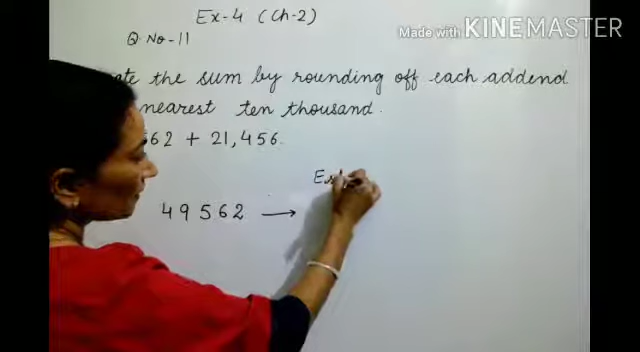 Ex-4 (Ch-2)
Made With KINEMASTER
Q. No-11
the sum by rounding off each addend
nearest ten thousand.
562 + 21,456.
49562 →